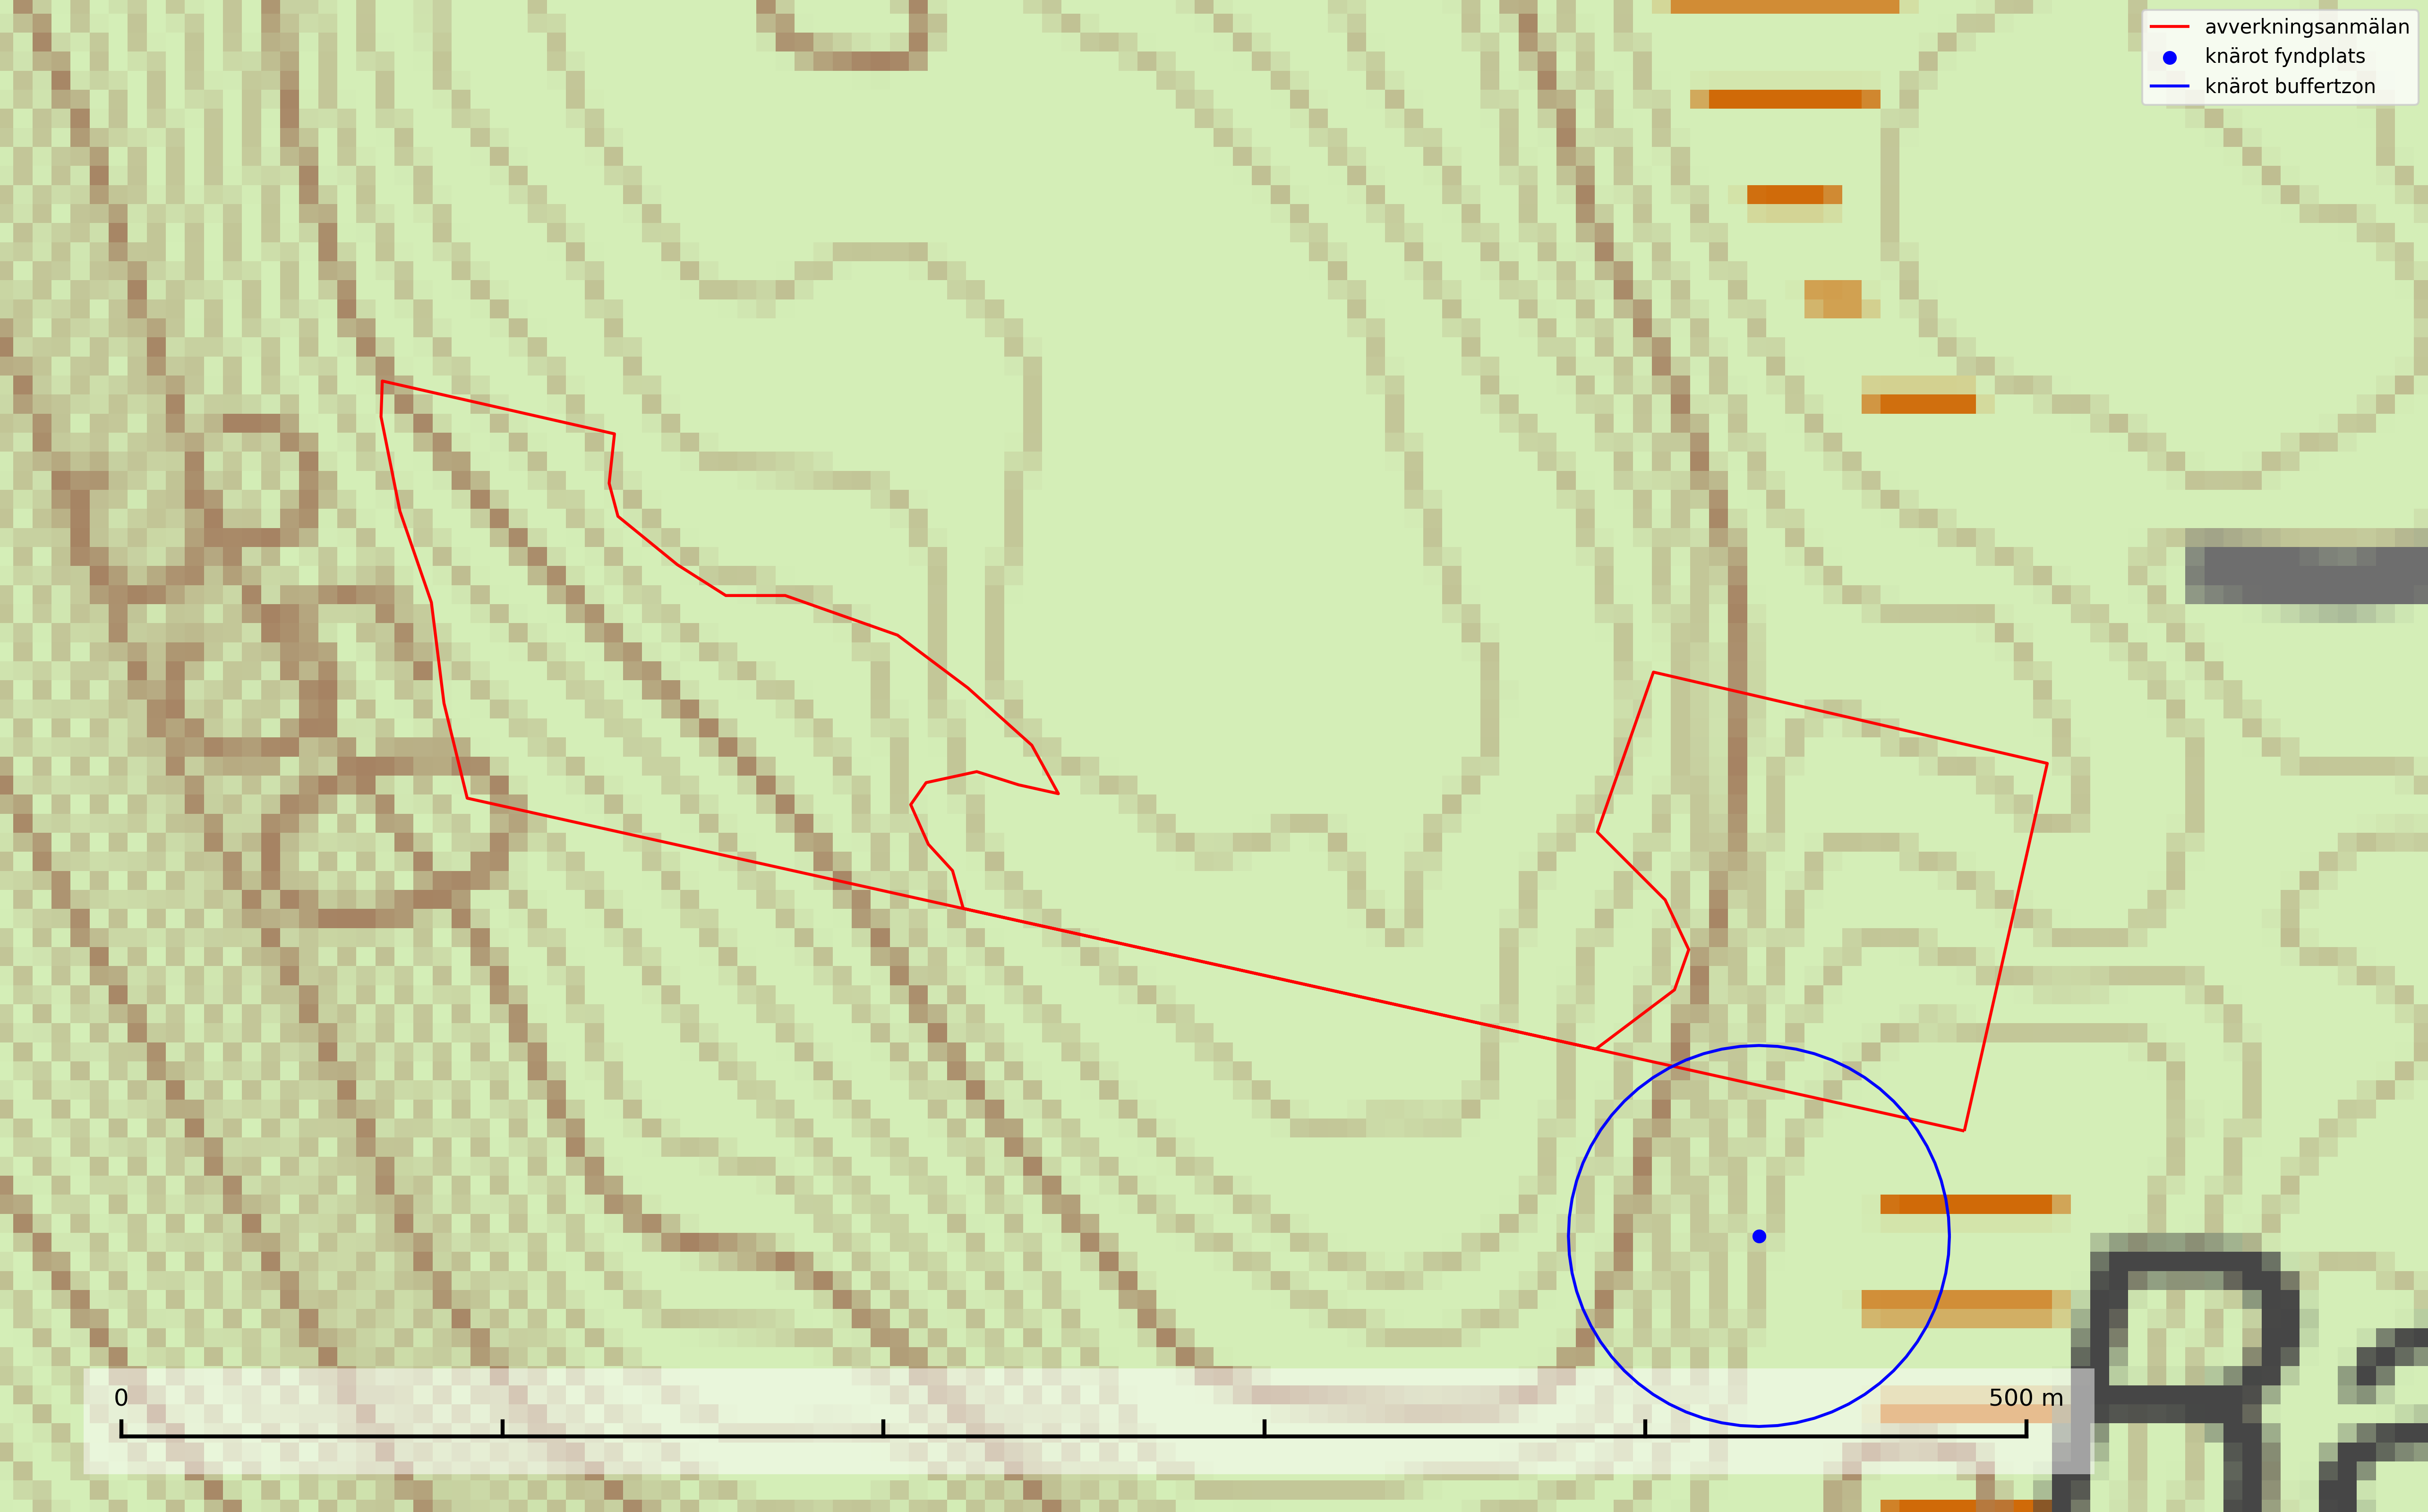 avverkningsanmälan
knärot fyndplats
knärot buffertzon
R
0
500 m